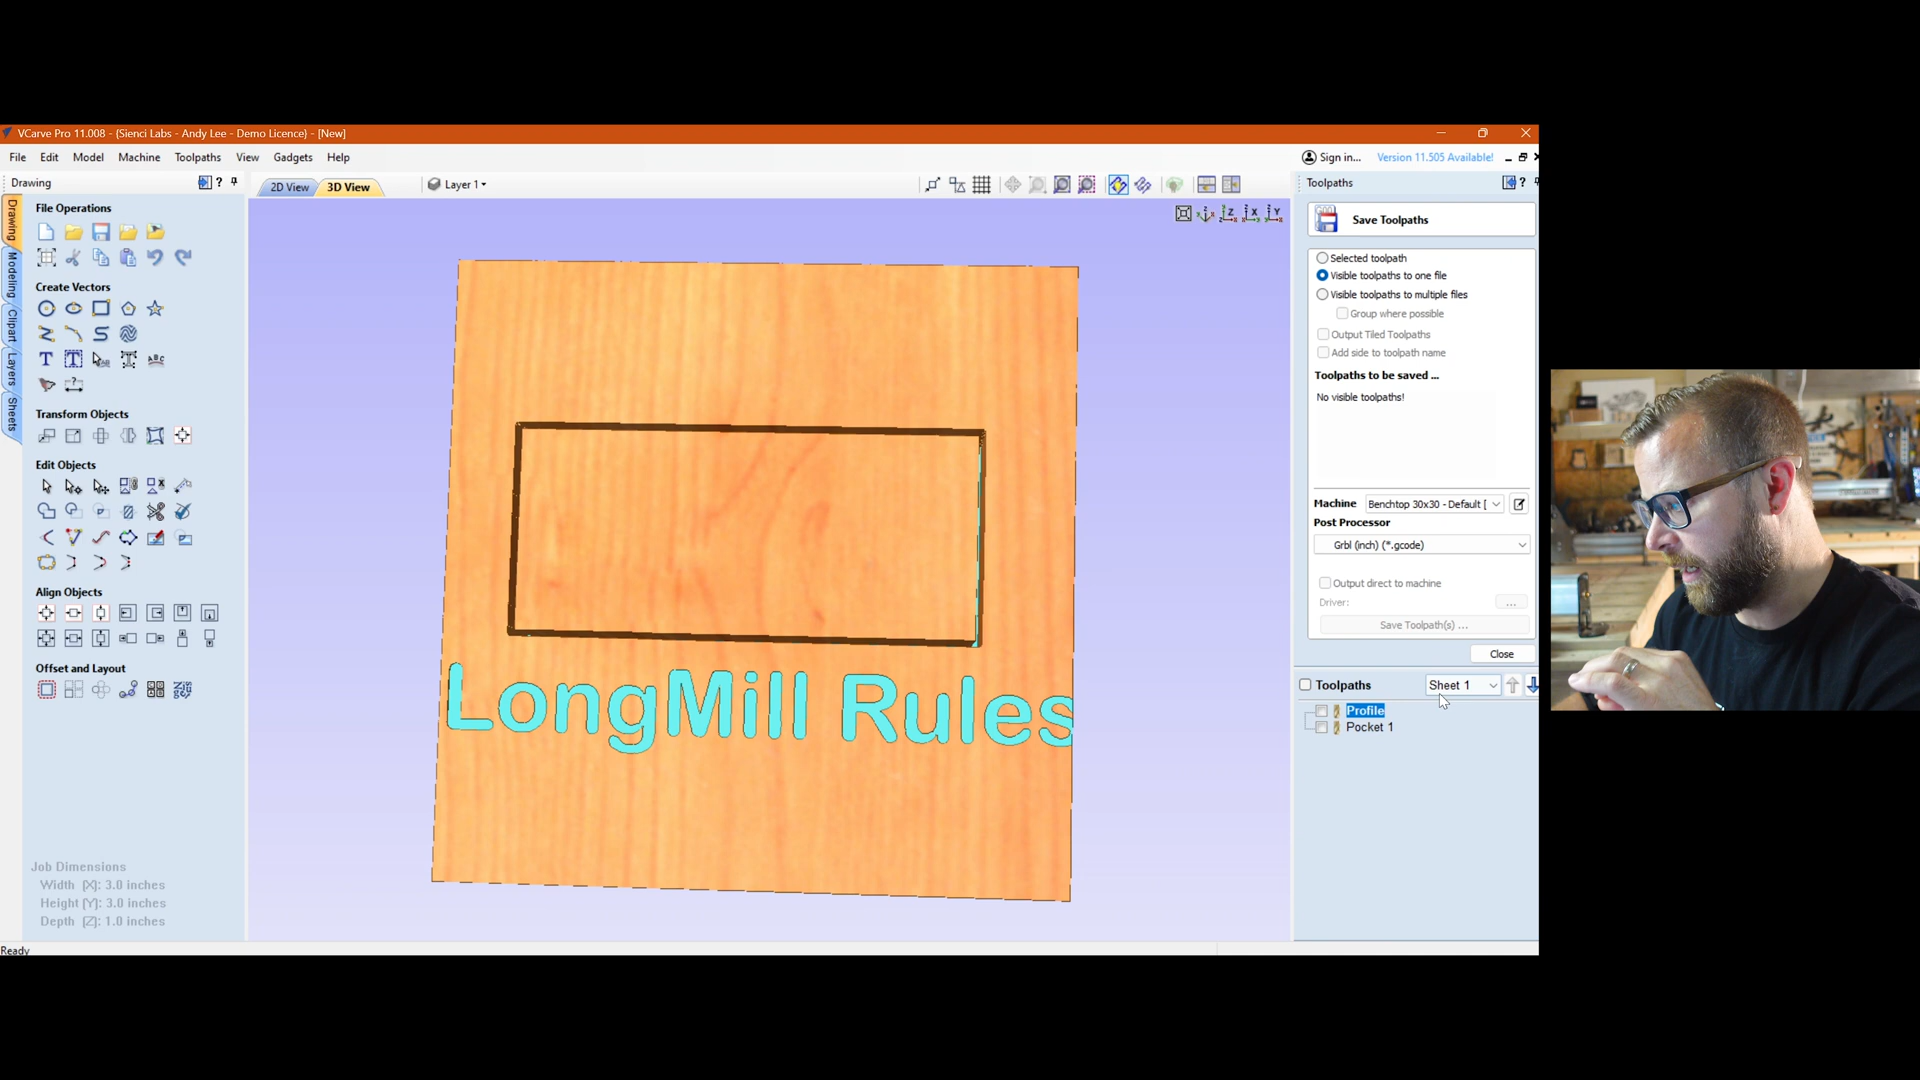 VCarve Pro 11.008 - (Sienci Labs - Andy Lee - Demo Licence) - [New]
File Edit Model Machine Toolpaths View Gadgets Help
Sign in... Version 11.505 Available!
Drawing
2D View 3D View Layer 1
Toolpaths
Drawing
Modeling
Clipart
Layers
Sheets
File Operations
Create Vectors
Transform Objects
Edit Objects
Align Objects
Offset and Layout
Job Dimensions
Width (X): 3.0 inches
Height (Y): 3.0 inches
Depth (Z): 1.0 inches
Ready
LongMill Rules
Save Toolpaths
Selected toolpath
Visible toolpaths to one file
Visible toolpaths to multiple files
Group where possible
Output Tiled Toolpaths
Add side to toolpath name
Toolpaths to be saved ...
No visible toolpaths!
Machine Benchtop 30x30 - Default [
Post Processor
Grbl (inch) (*.gcode)
Output direct to machine
Driver: ...
Save Toolpath(s) ...
Close
Toolpaths Sheet 1
Profile
Pocket 1